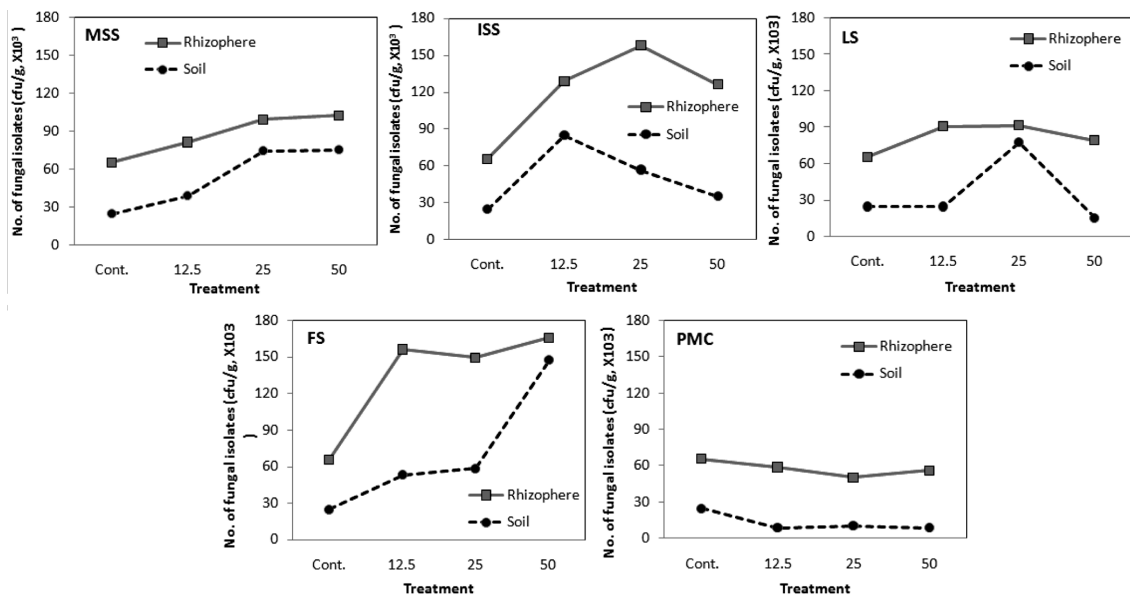 MSS
Rhizophere
Soil
No. of fungal isolates (cfu/g, X10³)
180
150
120
90
60
30
0
Cont. 12.5 25 50
Treatment
ISS
Rhizophere
Soil
No. of fungal isolates (cfu/g, X10³)
180
150
120
90
60
30
0
Cont. 12.5 25 50
Treatment
LS
Rhizophere
Soil
No. of fungal isolates (cfu/g, X103)
180
150
120
90
60
30
0
Cont. 12.5 25 50
Treatment
FS
Rhizophere
Soil
No. of fungal isolates (cfu/g, X103
)
180
150
120
90
60
30
0
Cont. 12.5 25 50
Treatment
PMC
Rhizophere
Soil
No. of fungal isolates (cfu/g, X103)
180
150
120
90
60
30
0
Cont. 12.5 25 50
Treatment